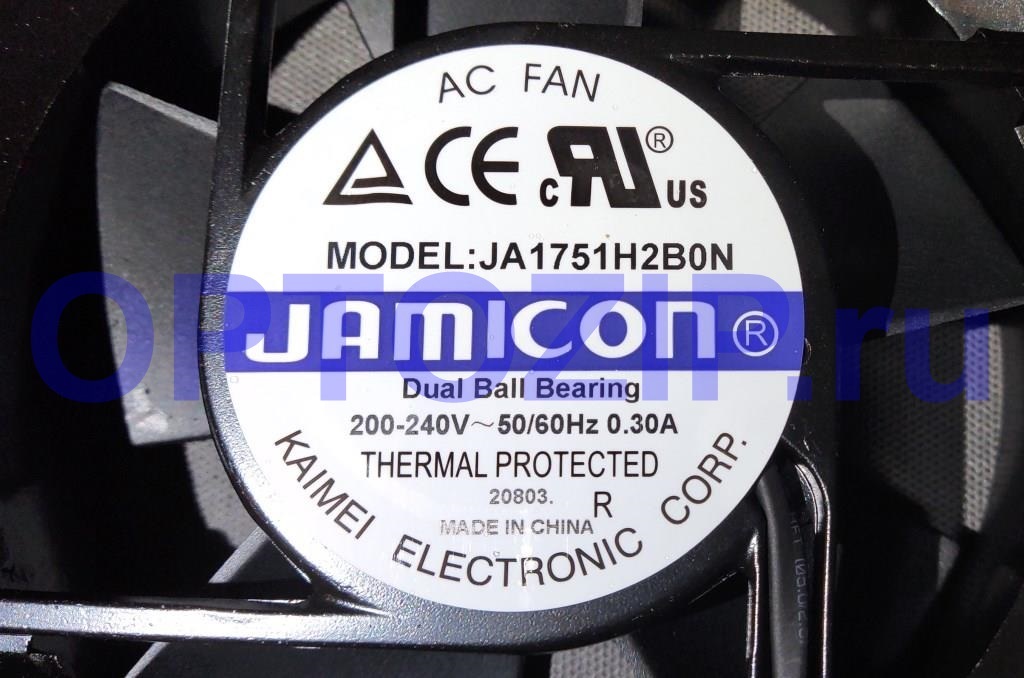 AC FAN
CE c RU® US
MODEL:JA1751H2B0N
JAMICON®
OPTOZIP.ru
Dual Ball Bearing
200-240V~50/60Hz 0.30A
THERMAL PROTECTED
20803.
R
MADE IN CHINA
KAIMEI ELECTRONIC CORP.